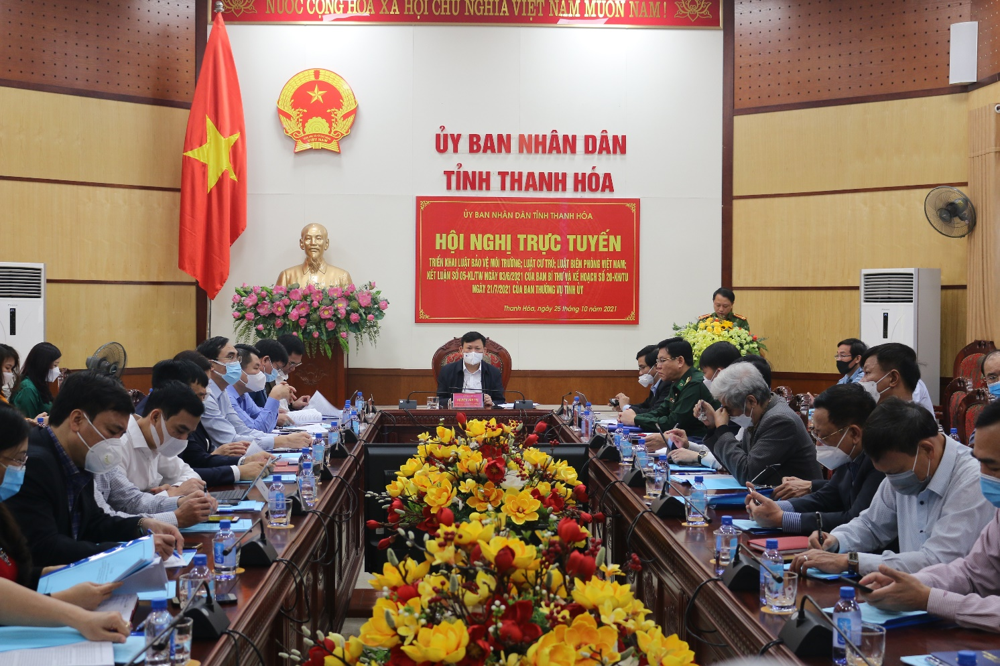 NƯỚC CỘNG HÒA XÃ HỘI CHỦ NGHĨA VIỆT NAM MUÔN NĂM!
VIỆT NAM
ỦY BAN NHÂN DÂN
TỈNH THANH HÓA
ỦY BAN NHÂN DÂN TỈNH THANH HÓA
HỘI NGHỊ TRỰC TUYẾN
TRIỂN KHAI LUẬT BẢO VỆ MÔI TRƯỜNG; LUẬT CƯ TRÚ; LUẬT BIÊN PHÒNG VIỆT NAM;
KẾT LUẬN SỐ 05-KL/TW NGÀY 03/6/2021 CỦA BAN BÍ THƯ VÀ KẾ HOẠCH SỐ 20-KH/TU
NGÀY 21/7/2021 CỦA BAN THƯỜNG VỤ TỈNH ỦY
Thanh Hóa, ngày 25 tháng 10 năm 2021